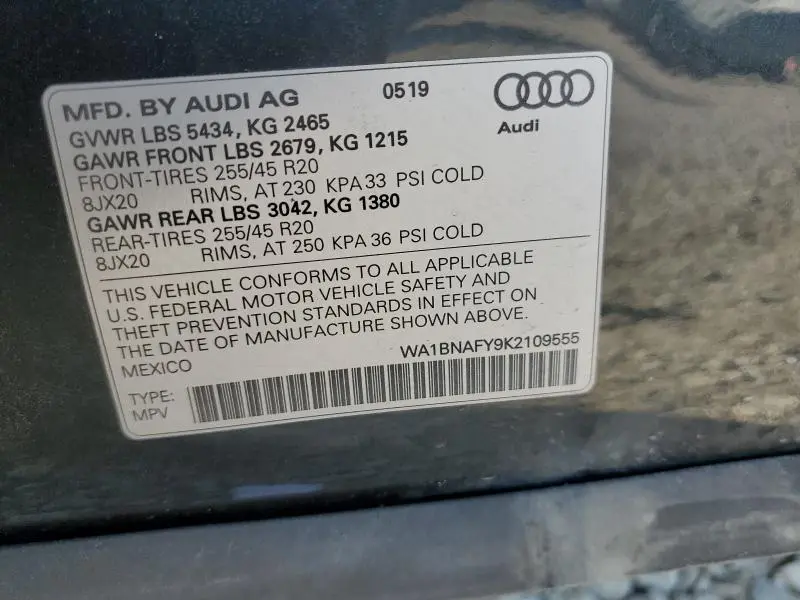 MFD. BY AUDI AG 0519
Audi
GVWR LBS 5434, KG 2465
GAWR FRONT LBS 2679, KG 1215
FRONT-TIRES 255/45 R20
8JX20 RIMS, AT 230 KPA 33 PSI COLD
GAWR REAR LBS 3042, KG 1380
REAR-TIRES 255/45 R20
8JX20 RIMS, AT 250 KPA 36 PSI COLD
THIS VEHICLE CONFORMS TO ALL APPLICABLE
U.S. FEDERAL MOTOR VEHICLE SAFETY AND
THEFT PREVENTION STANDARDS IN EFFECT ON
THE DATE OF MANUFACTURE SHOWN ABOVE.
MEXICO WA1BNAFY9K2109555
TYPE:
MPV